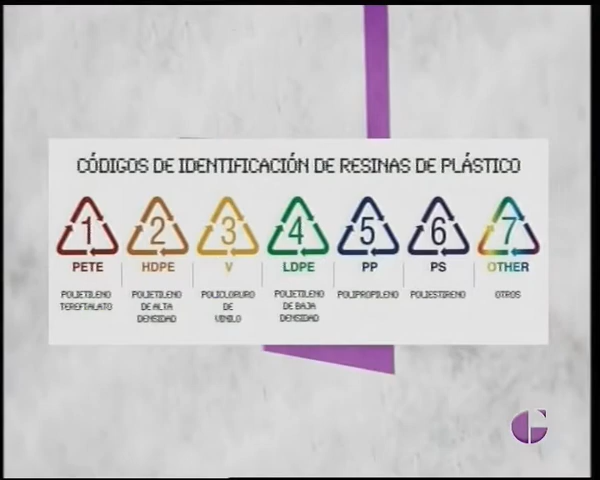 CÓDIGOS DE IDENTIFICACIÓN DE RESINAS DE PLÁSTICO
1 2 3 4 5 6 7
PETE HDPE V LDPE PP PS OTHER
POLIETILENO TEREFTALATO
POLIETILENO DE ALTA DENSIDAD
POLICLORURO DE VINILO
POLIETILENO DE BAJA DENSIDAD
POLIPROPILENO
POLIESTIRENO
OTROS